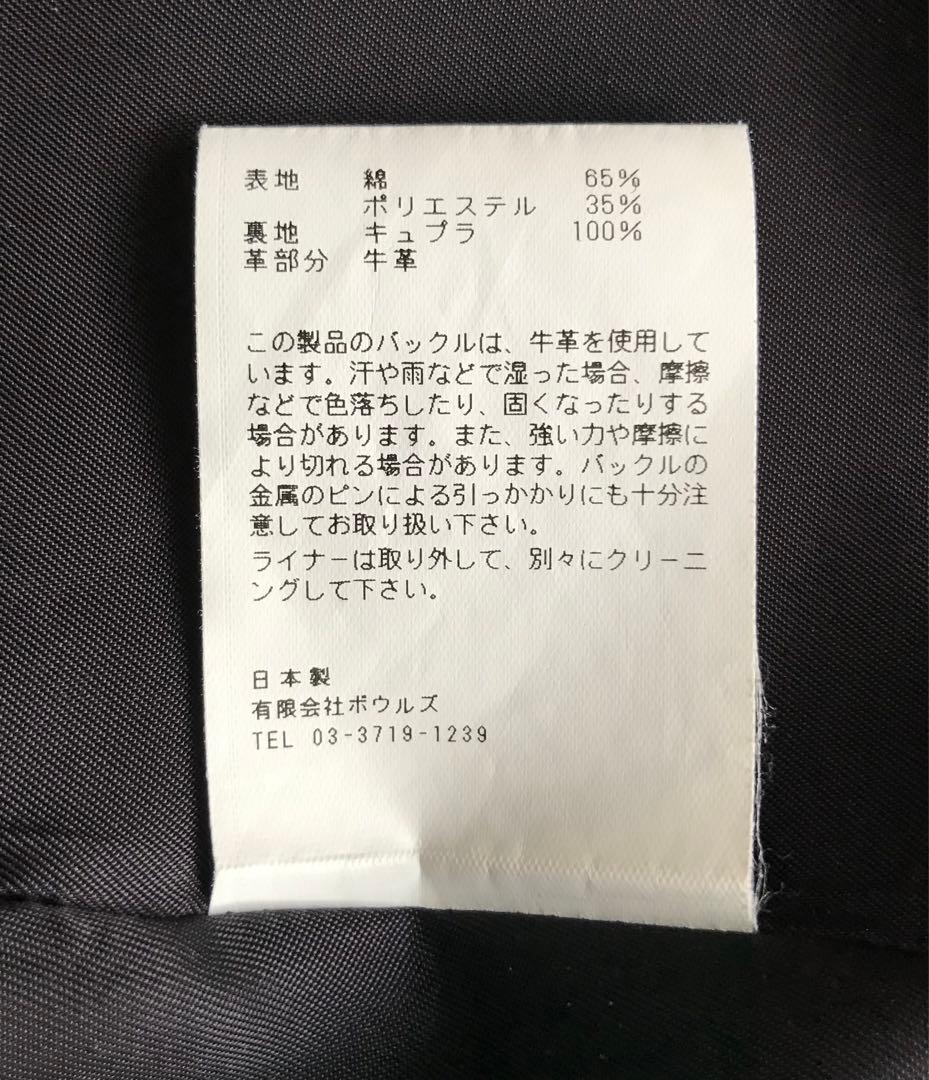 表地 綿 65%
ポリエステル 35%
裏地 キュプラ 100%
革部分 牛革
この製品のバックルは、牛革を使用して
います。汗や雨などで湿った場合、摩擦
などで色落ちしたり、固くなったりする
場合があります。また、強い力や摩擦に
より切れる場合があります。バックルの
金属のピンによる引っかかりにも十分注
意してお取り扱い下さい。
ライナーは取り外して、別々にクリーニ
ングして下さい。
日本製
有限会社ボウルズ
TEL 03-3719-1239